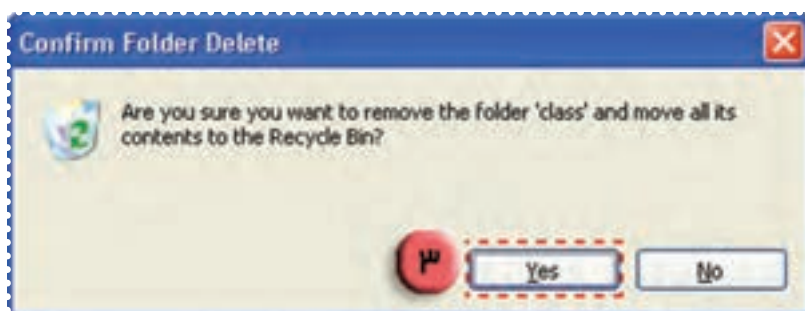 Confirm Folder Delete
Are you sure you want to remove the folder 'class' and move all its
contents to the Recycle Bin?
۳
Yes
No